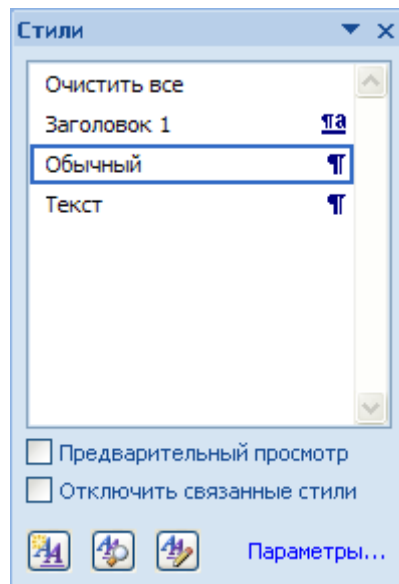 Стили
Очистить все
Заголовок 1 ¶a
Обычный ¶
Текст ¶
Предварительный просмотр
Отключить связанные стили
Параметры...